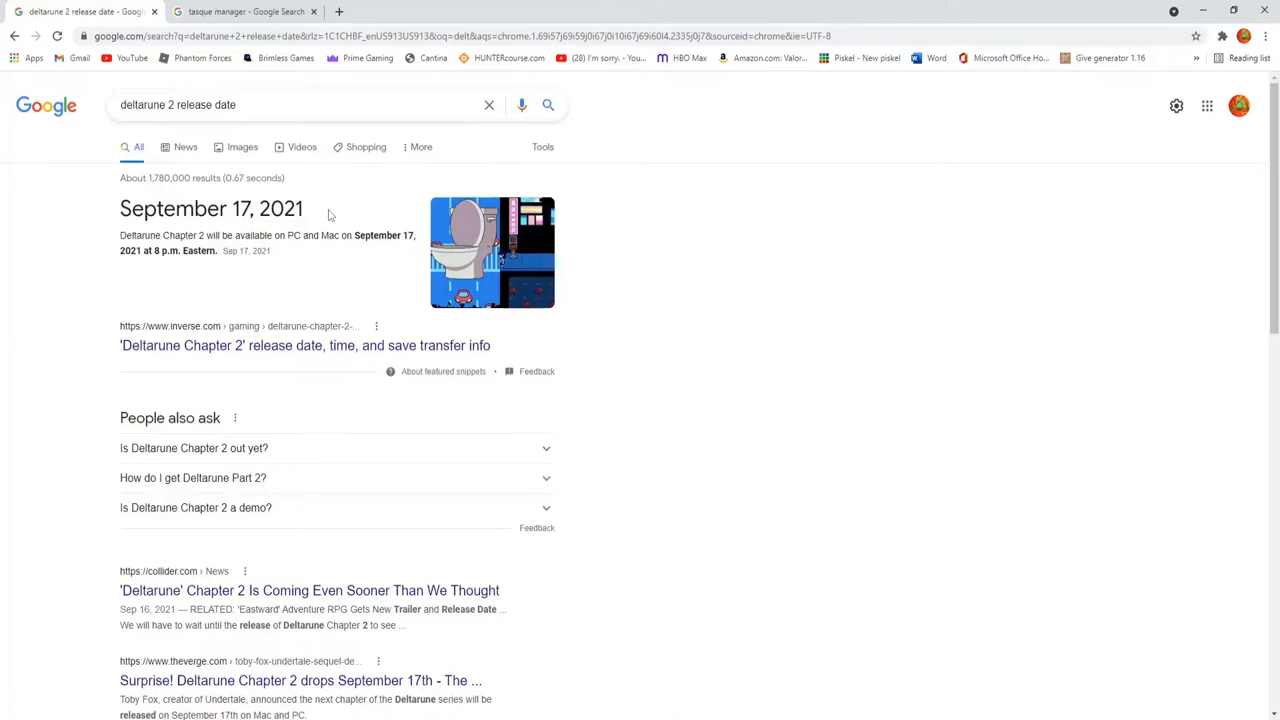 deltarune 2 release date - Goog
tasque manager - Google Search
google.com/search?q=deltarune+2+release+date&rlz=1C1CHBF_enUS913US913&oq=delt&aqs=chrome.1.69i57j69i59j0i67j0i10i67j69i60l4.2335j0j7&sourceid=chrome&ie=UTF-8
Apps Gmail YouTube Phantom Forces Brimless Games Prime Gaming Cantina HUNTERcourse.com (28) I'm sorry. - You... HBO Max Amazon.com: Valor... Piskel - New piskel Word Microsoft Office Ho... Give generator 1.16 » Reading list
Google
deltarune 2 release date
All News Images Videos Shopping More Tools
About 1,780,000 results (0.67 seconds)
September 17, 2021
Deltarune Chapter 2 will be available on PC and Mac on September 17,
2021 at 8 p.m. Eastern. Sep 17, 2021
https://www.inverse.com › gaming › deltarune-chapter-2-...
'Deltarune Chapter 2' release date, time, and save transfer info
About featured snippets • Feedback
People also ask
Is Deltarune Chapter 2 out yet?
How do I get Deltarune Part 2?
Is Deltarune Chapter 2 a demo?
Feedback
https://collider.com › News
'Deltarune' Chapter 2 Is Coming Even Sooner Than We Thought
Sep 16, 2021 — RELATED: 'Eastward' Adventure RPG Gets New Trailer and Release Date ...
We will have to wait until the release of Deltarune Chapter 2 to see ...
https://www.theverge.com › toby-fox-undertale-sequel-de...
Surprise! Deltarune Chapter 2 drops September 17th - The ...
Toby Fox, creator of Undertale, announced the next chapter of the Deltarune series will be
released on September 17th on Mac and PC.